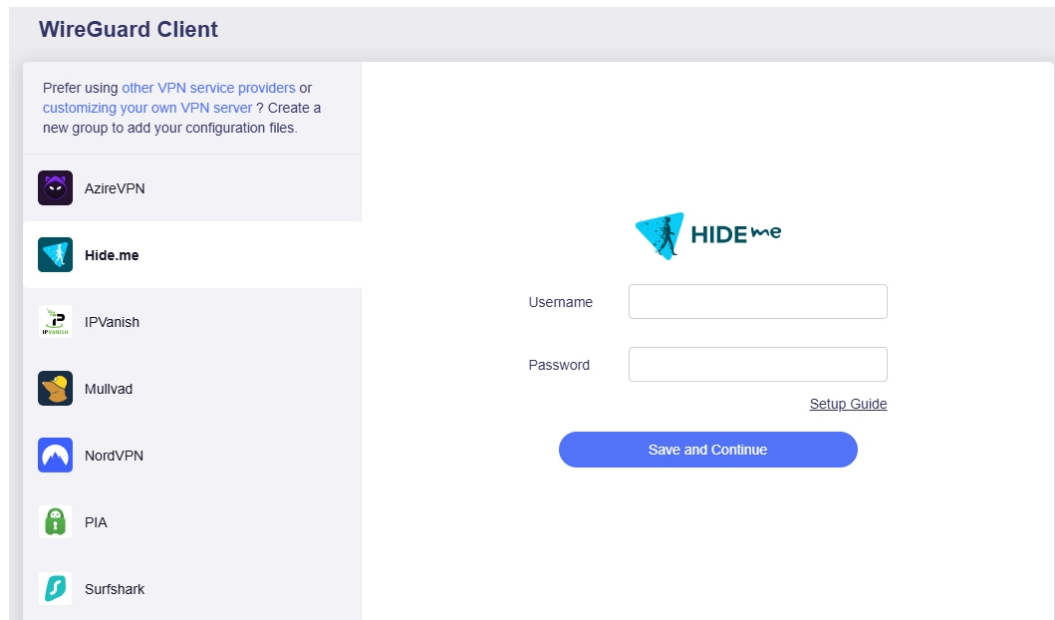 WireGuard Client
Prefer using other VPN service providers or
customizing your own VPN server ? Create a
new group to add your configuration files.
AzireVPN
Hide.me
IPVANISH
IPVanish
Mullvad
NordVPN
PIA
Surfshark
HIDE me
Username
Password
Setup Guide
Save and Continue